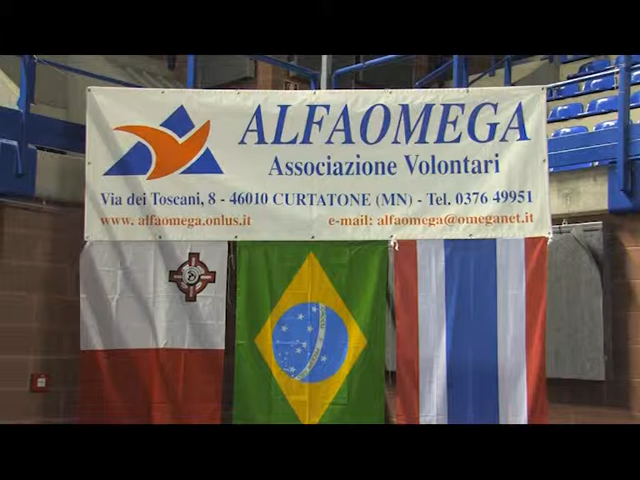 ALFAOMEGA
Associazione Volontari
Via dei Toscani, 8 - 46010 CURTATONE (MN) - Tel. 0376 49951
www. alfaomega.onlus.it e-mail: alfaomega@omeganet.it